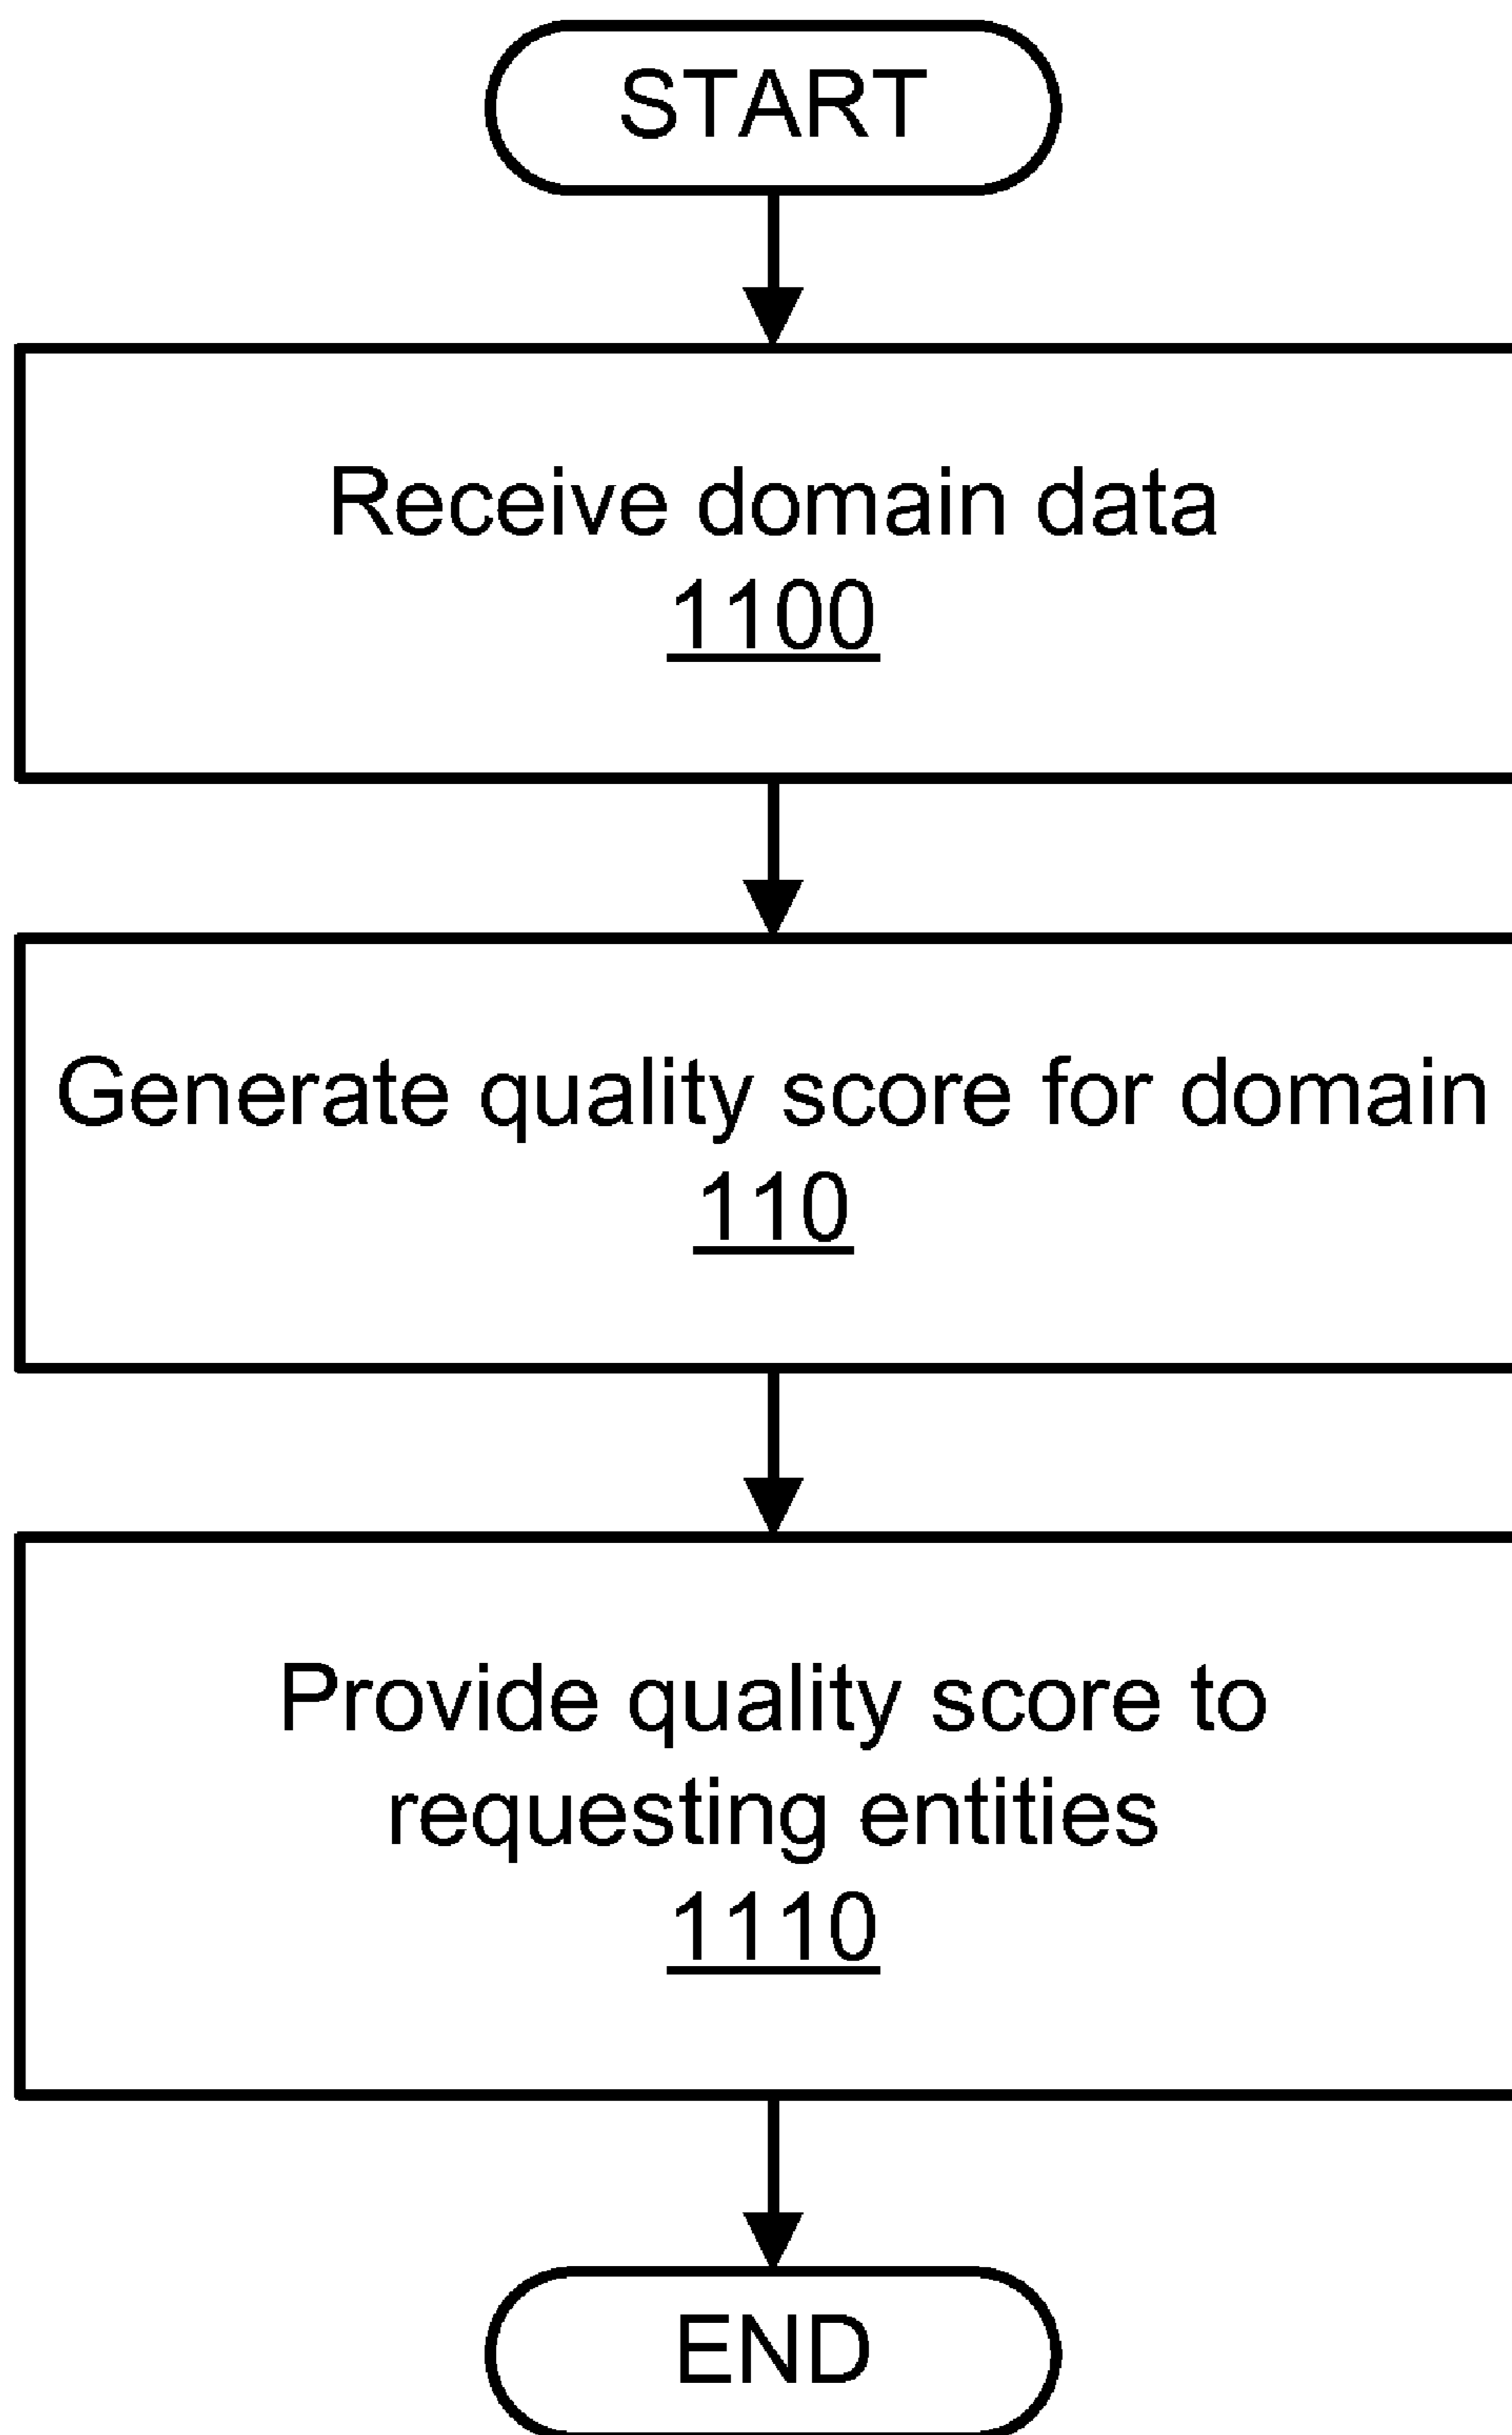 START
Receive domain data
1100
Generate quality score for domain
110
Provide quality score to
requesting entities
1110
END